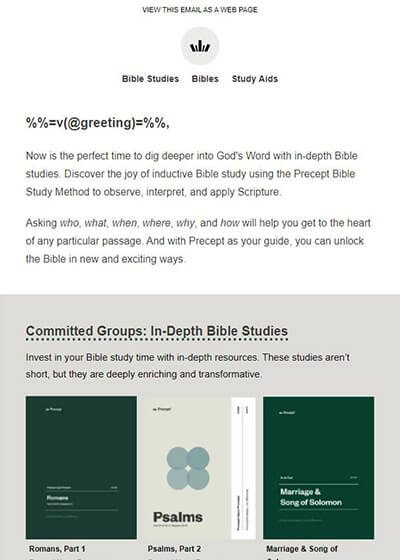 VIEW THIS EMAIL AS A WEB PAGE
Bible Studies Bibles Study Aids
%%=v(@greeting)=%%,
Now is the perfect time to dig deeper into God's Word with in-depth Bible
studies. Discover the joy of inductive Bible study using the Precept Bible
Study Method to observe, interpret, and apply Scripture.
Asking who, what, when, where, why, and how will help you get to the heart
of any particular passage. And with Precept as your guide, you can unlock
the Bible in new and exciting ways.
Committed Groups: In-Depth Bible Studies
Invest in your Bible study time with in-depth resources. These studies aren't
short, but they are deeply enriching and transformative.
Precept
Romans
Precept
Psalms
Precept
Marriage &
Song of Solomon
Romans, Part 1
Psalms, Part 2
Marriage & Song of